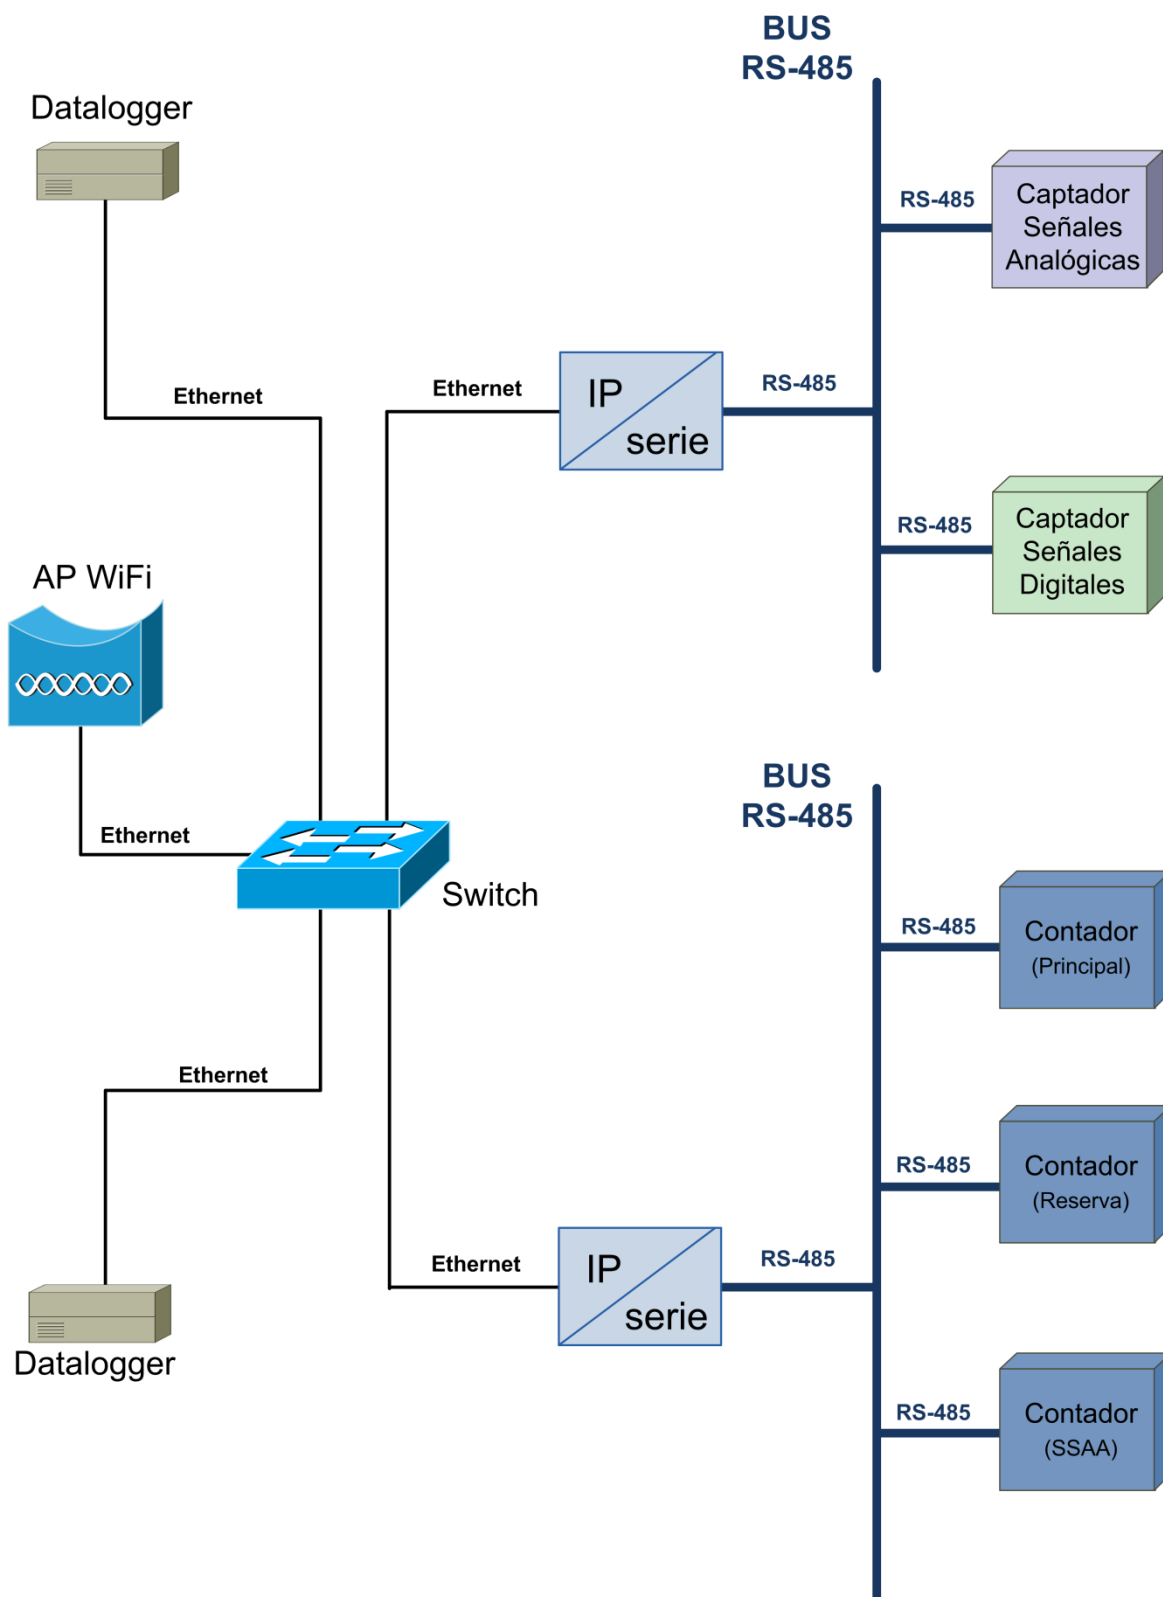 BUS
RS-485
Datalogger
RS-485
Captador
Señales
Analógicas
Ethernet
Ethernet
IP
serie
RS-485
RS-485
Captador
Señales
Digitales
AP WiFi
Ethernet
Switch
BUS
RS-485
RS-485
Contador
(Principal)
Ethernet
RS-485
Contador
(Reserva)
Ethernet
IP
serie
RS-485
Datalogger
RS-485
Contador
(SSAA)